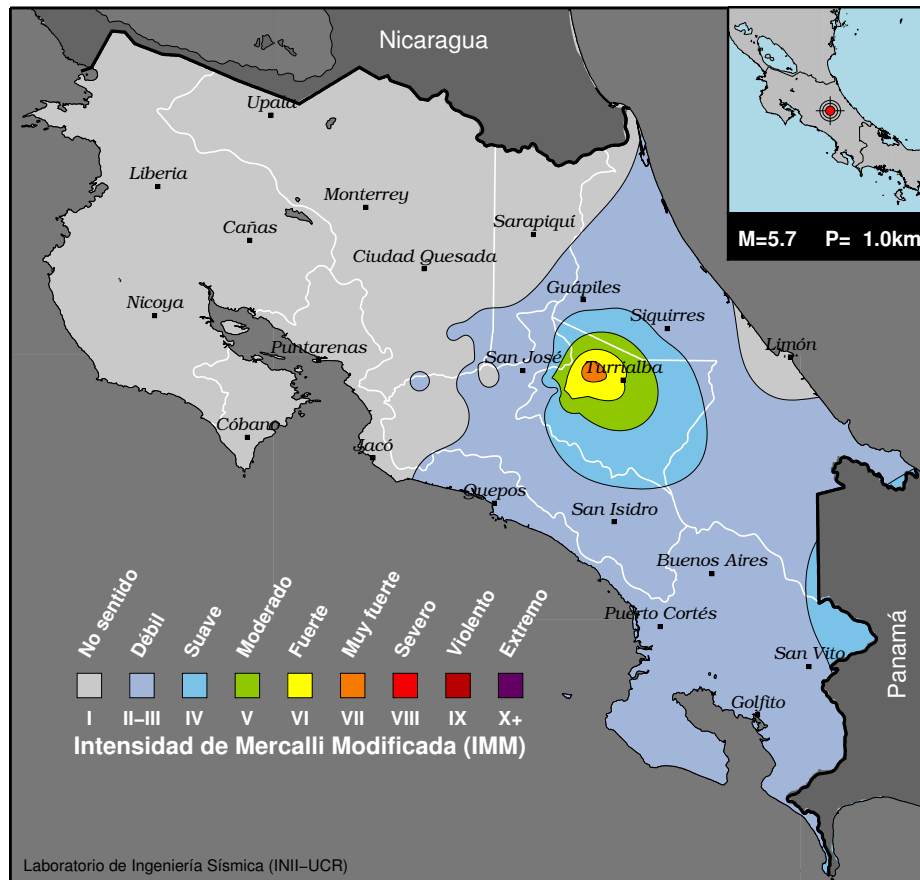 Nicaragua
Upala
Liberia
Monterrey
Cañas
Sarapiquí
M=5.7 P= 1.0km
Ciudad Quesada
Nicoya
Guápiles
Siquirres
Puntarenas
San José
Limón
Turrialba
Cóbano
Jacó
Quepos
San Isidro
Buenos Aires
Puerto Cortés
San Vito
Panamá
Golfito
No sentido
Débil
Suave
Moderado
Fuerte
Muy fuerte
Severo
Violento
Extremo
I II–III IV V VI VII VIII IX X+
Intensidad de Mercalli Modificada (IMM)
Laboratorio de Ingeniería Sísmica (INII–UCR)